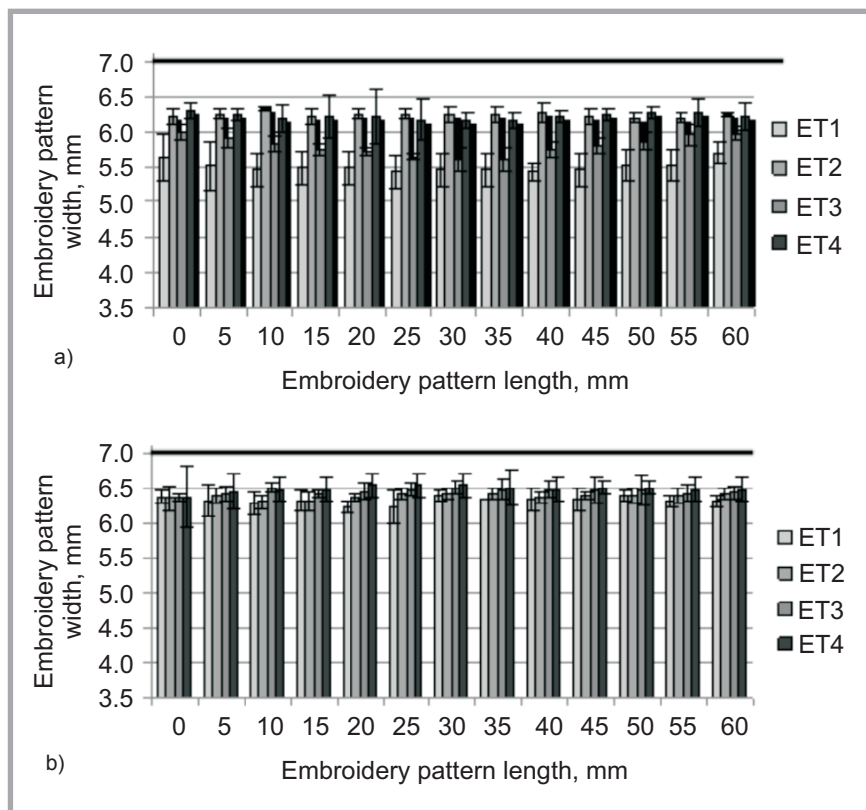 7.0
6.5
6.0
5.5
5.0
4.5
4.0
3.5
Embroidery pattern
width, mm
0 5 10 15 20 25 30 35 40 45 50 55 60
Embroidery pattern length, mm
ET1
ET2
ET3
ET4
a)
7.0
6.5
6.0
5.5
5.0
4.5
4.0
3.5
Embroidery pattern
width, mm
0 5 10 15 20 25 30 35 40 45 50 55 60
Embroidery pattern length, mm
ET1
ET2
ET3
ET4
b)